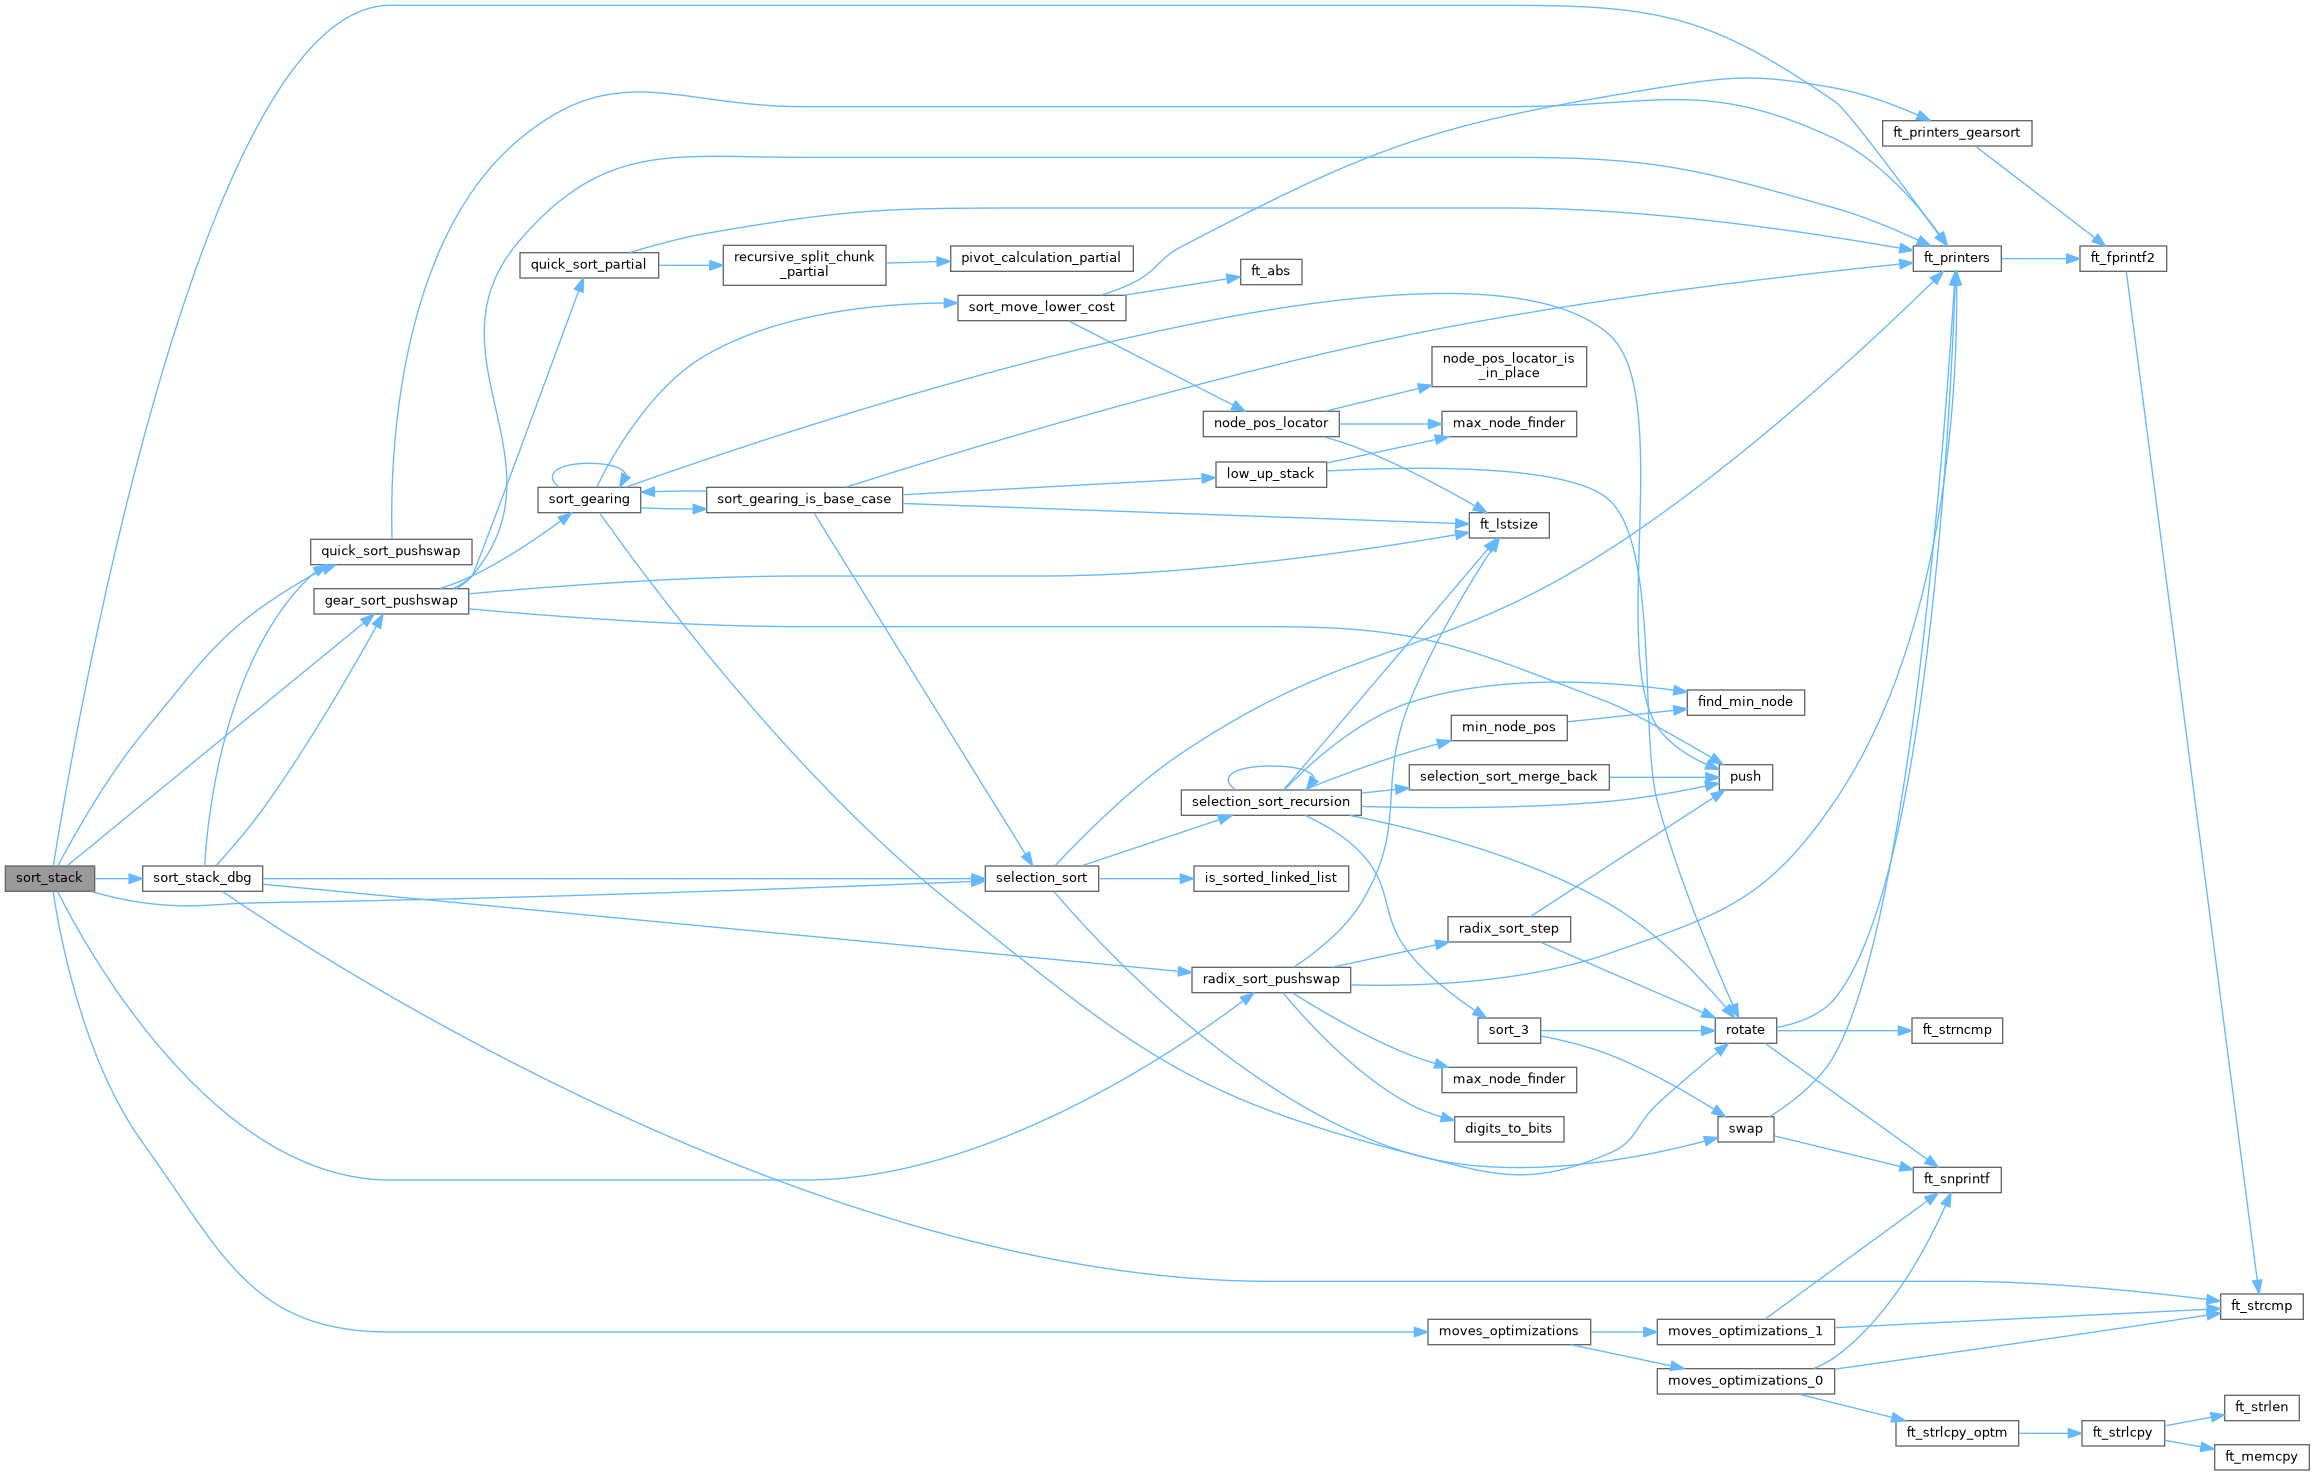 ft_printers_gearsort
quick_sort_partial
recursive_split_chunk
_partial
pivot_calculation_partial
ft_abs
ft_printers
ft_fprintf2
sort_move_lower_cost
node_pos_locator_is
_in_place
node_pos_locator
max_node_finder
low_up_stack
sort_gearing
sort_gearing_is_base_case
ft_lstsize
quick_sort_pushswap
gear_sort_pushswap
find_min_node
min_node_pos
selection_sort_merge_back
push
selection_sort_recursion
sort_stack
sort_stack_dbg
selection_sort
is_sorted_linked_list
radix_sort_step
radix_sort_pushswap
sort_3
rotate
ft_strncmp
max_node_finder
digits_to_bits
swap
ft_snprintf
ft_strcmp
moves_optimizations
moves_optimizations_1
moves_optimizations_0
ft_strlen
ft_strlcpy_optm
ft_strlcpy
ft_memcpy